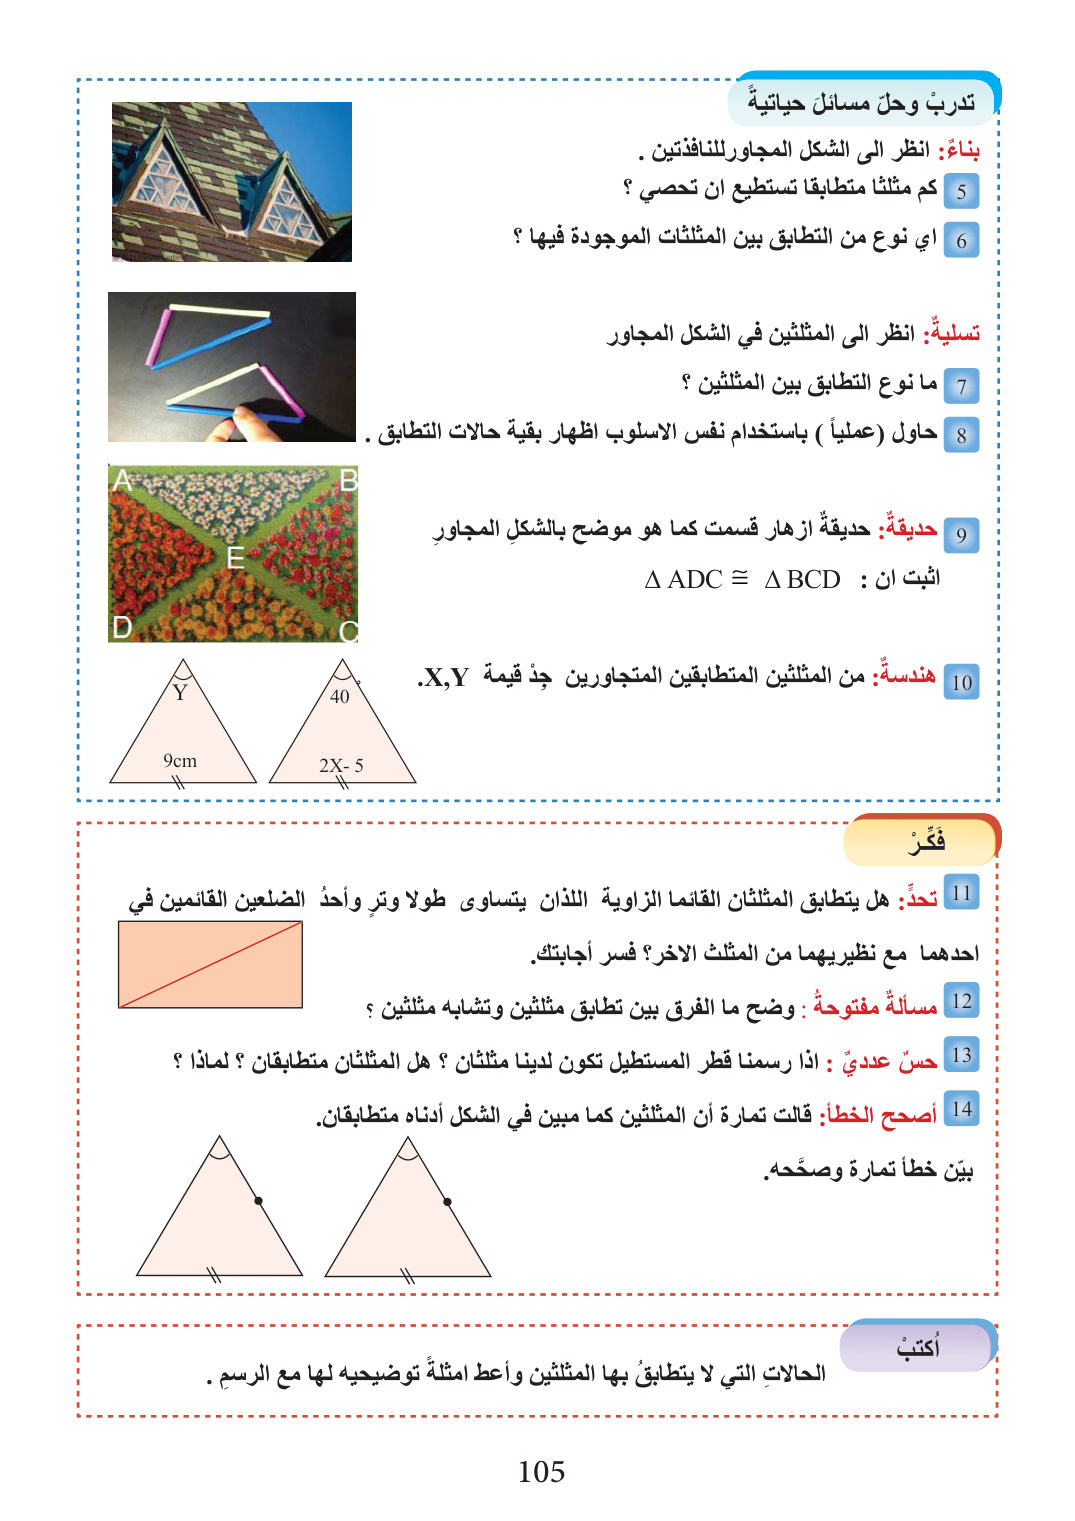 تدربْ وحلّ مسائلَ حياتيةً
بناءٌ: انظر الى الشكل المجاورللنافذتين .
5 كم مثلثا متطابقا تستطيع ان تحصي ؟
6 اي نوع من التطابق بين المثلثات الموجودة فيها ؟
تسليةٌ: انظر الى المثلثين في الشكل المجاور
7 ما نوع التطابق بين المثلثين ؟
8 حاول (عملياً ) باستخدام نفس الاسلوب اظهار بقية حالات التطابق .
A B
E
D C
9 حديقةٌ: حديقةٌ ازهار قسمت كما هو موضح بالشكلِ المجاورِ
اثبت ان : Δ ADC ≅ Δ BCD
10 هندسةٌ: من المثلثين المتطابقين المتجاورين جِدْ قيمة X,Y.
Y 40°
9cm 2X- 5
فَكِّـرْ
11 تحدٍّ: هل يتطابق المثلثان القائما الزاوية اللذان يتساوى طولا وترٍ وأحدُ الضلعين القائمين في
احدهما مع نظيريهما من المثلث الاخر؟ فسر أجابتك.
12 مسألةٌ مفتوحةُ : وضح ما الفرق بين تطابق مثلثين وتشابه مثلثين ؟
13 حسٌ عدديٌ : اذا رسمنا قطر المستطيل تكون لدينا مثلثان ؟ هل المثلثان متطابقان ؟ لماذا ؟
14 أصحح الخطأ: قالت تمارة أن المثلثين كما مبين في الشكل أدناه متطابقان.
بيّن خطأ تمارة وصحَّحه.
اُكتبْ
الحالاتِ التي لا يتطابقُ بها المثلثين وأعط امثلةً توضيحيه لها مع الرسمِ .
105